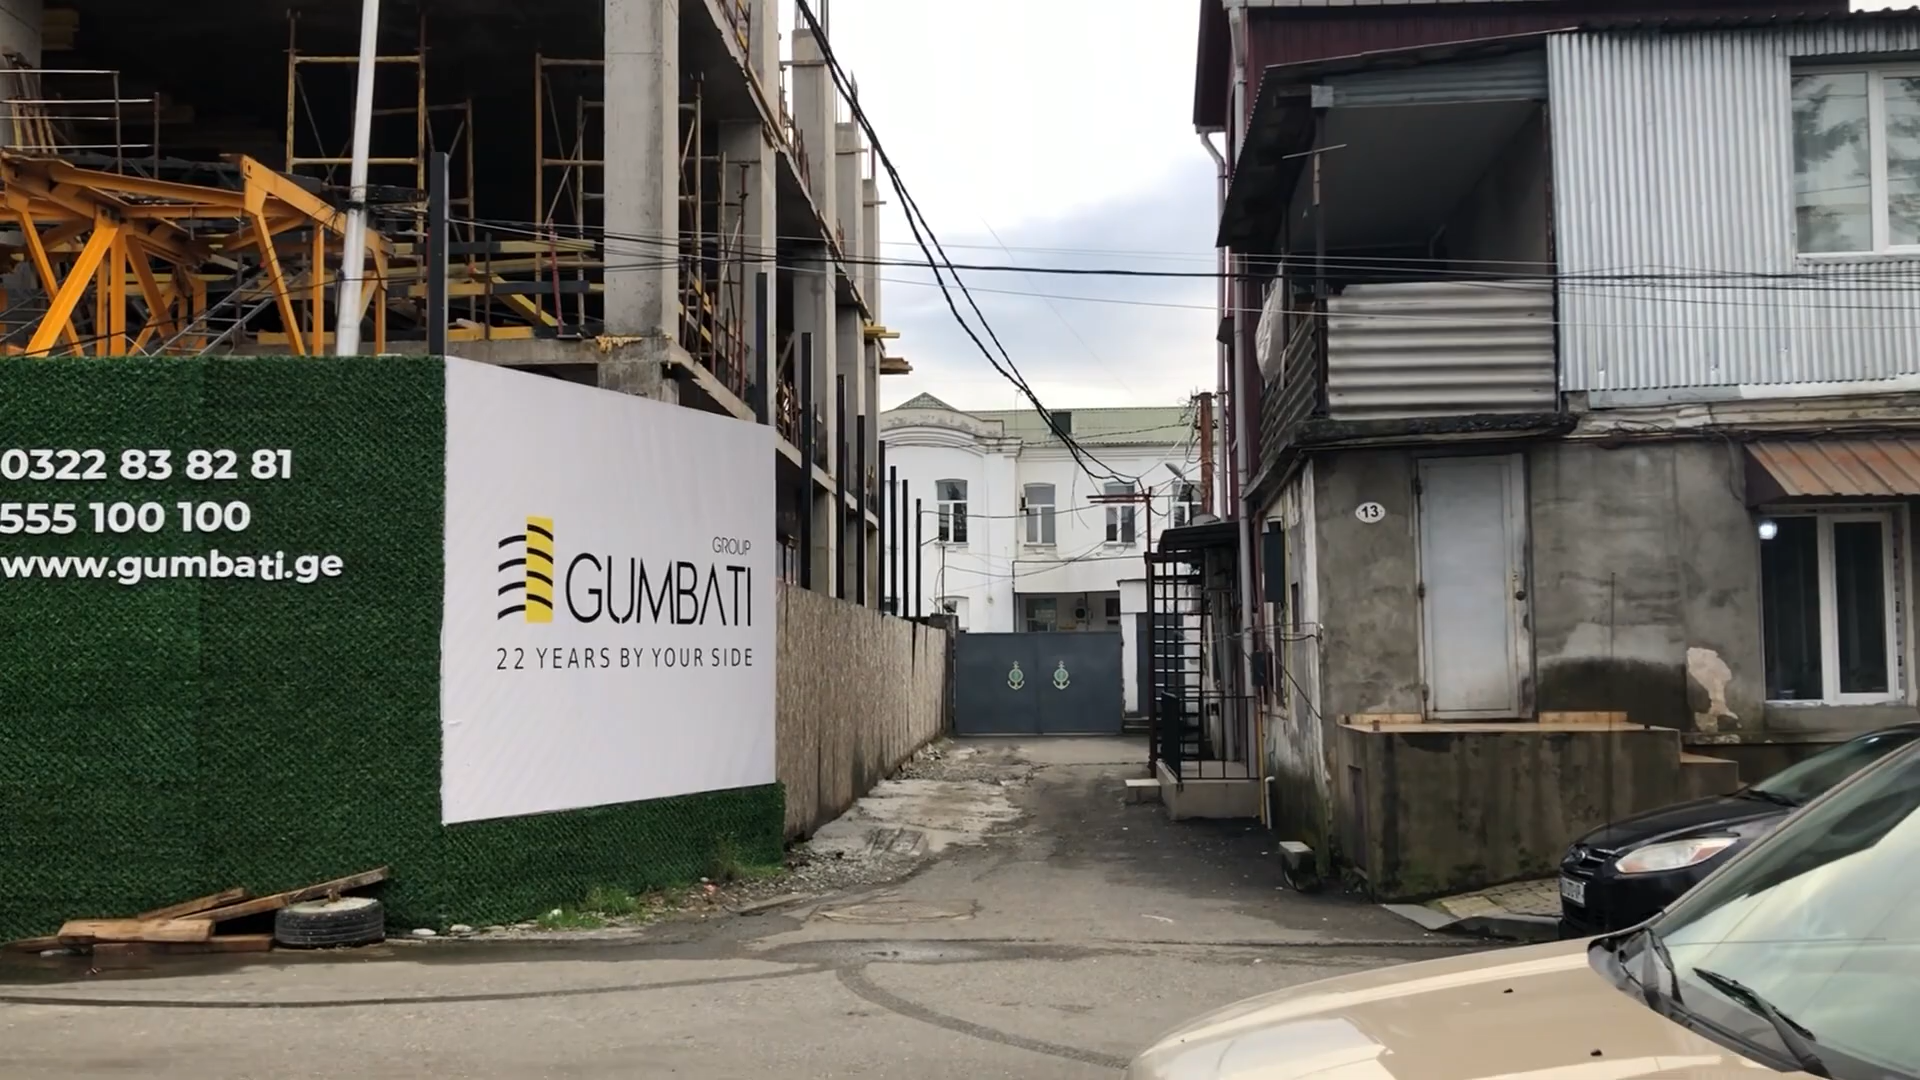 0322 83 82 81
555 100 100
www.gumbati.ge
GROUP
GUMBATI
22 YEARS BY YOUR SIDE
13